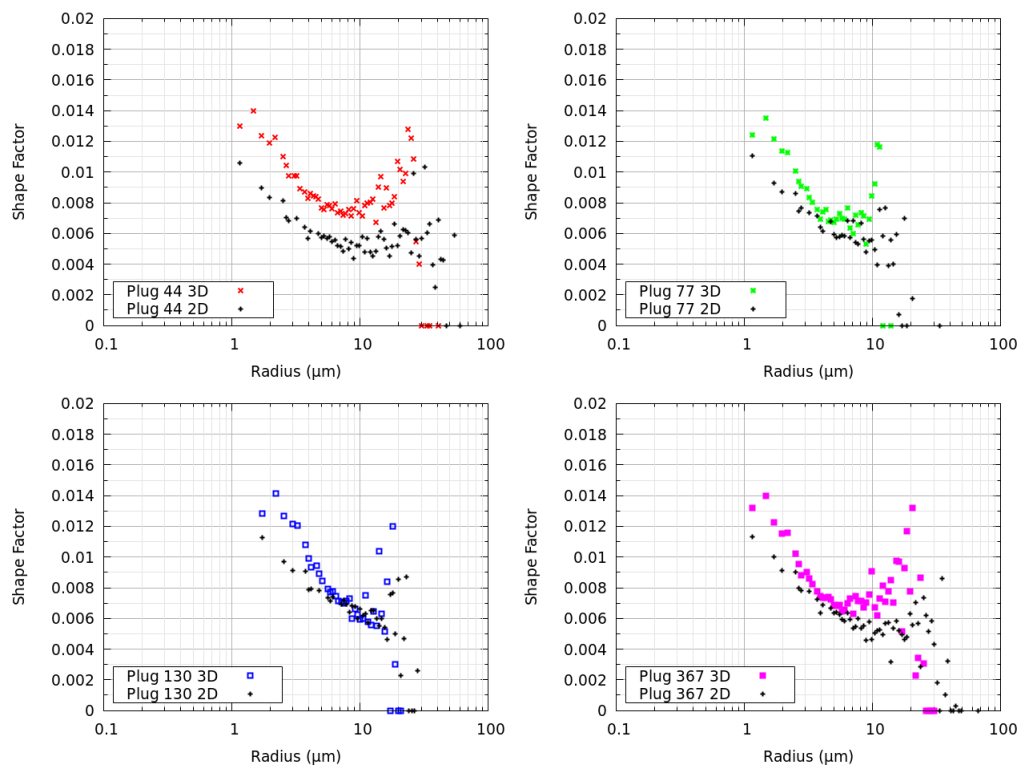 0.02
0.018
0.016
0.014
0.012
0.01
0.008
0.006
0.004
0.002
0
Shape Factor
Plug 44 3D
Plug 44 2D
0.1 1 10 100
Radius (µm)
0.02
0.018
0.016
0.014
0.012
0.01
0.008
0.006
0.004
0.002
0
Shape Factor
Plug 77 3D
Plug 77 2D
0.1 1 10 100
Radius (µm)
0.02
0.018
0.016
0.014
0.012
0.01
0.008
0.006
0.004
0.002
0
Shape Factor
Plug 130 3D
Plug 130 2D
0.1 1 10 100
Radius (µm)
0.02
0.018
0.016
0.014
0.012
0.01
0.008
0.006
0.004
0.002
0
Shape Factor
Plug 367 3D
Plug 367 2D
0.1 1 10 100
Radius (µm)